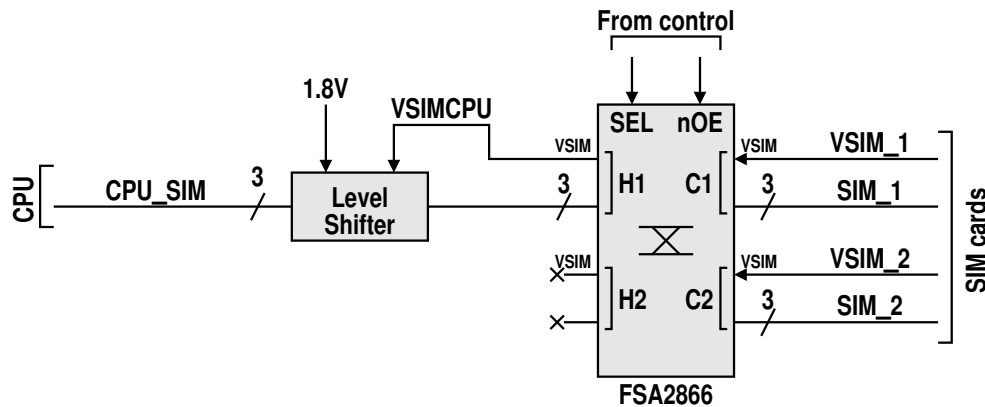 From control
1.8V
VSIMCPU
SEL nOE
VSIM
VSIM
VSIM_1
CPU
CPU_SIM
3
Level
Shifter
3
H1
C1
3
SIM_1
SIM cards
VSIM
VSIM
VSIM_2
H2
C2
3
SIM_2
FSA2866